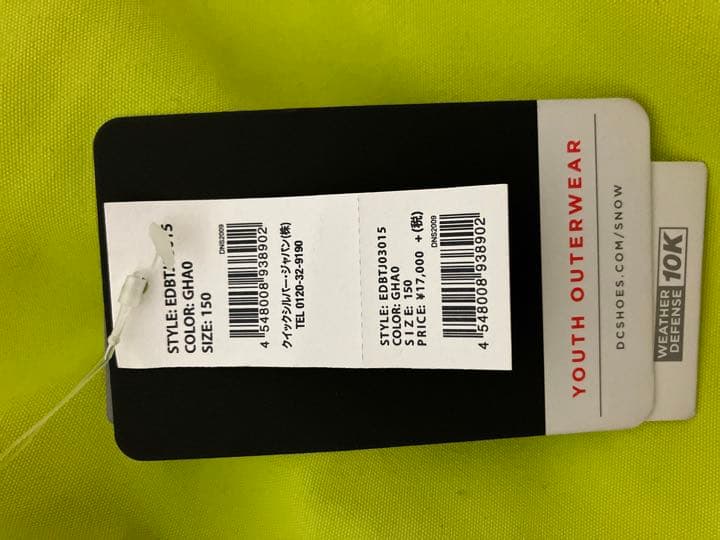 STYLE: EDBTJ03015
COLOR: GHA0
SIZE: 150
DNS2009
4 548008 938902
クイックシルバー・ジャパン(株)
TEL 0120-32-9190
STYLE: EDBTJ03015
COLOR: GHA0
SIZE: 150
PRICE: ¥17,000 +(税)
DNS2009
4 548008 938902
YOUTH OUTERWEAR
DCSHOES.COM/SNOW
WEATHER
DEFENSE
10K